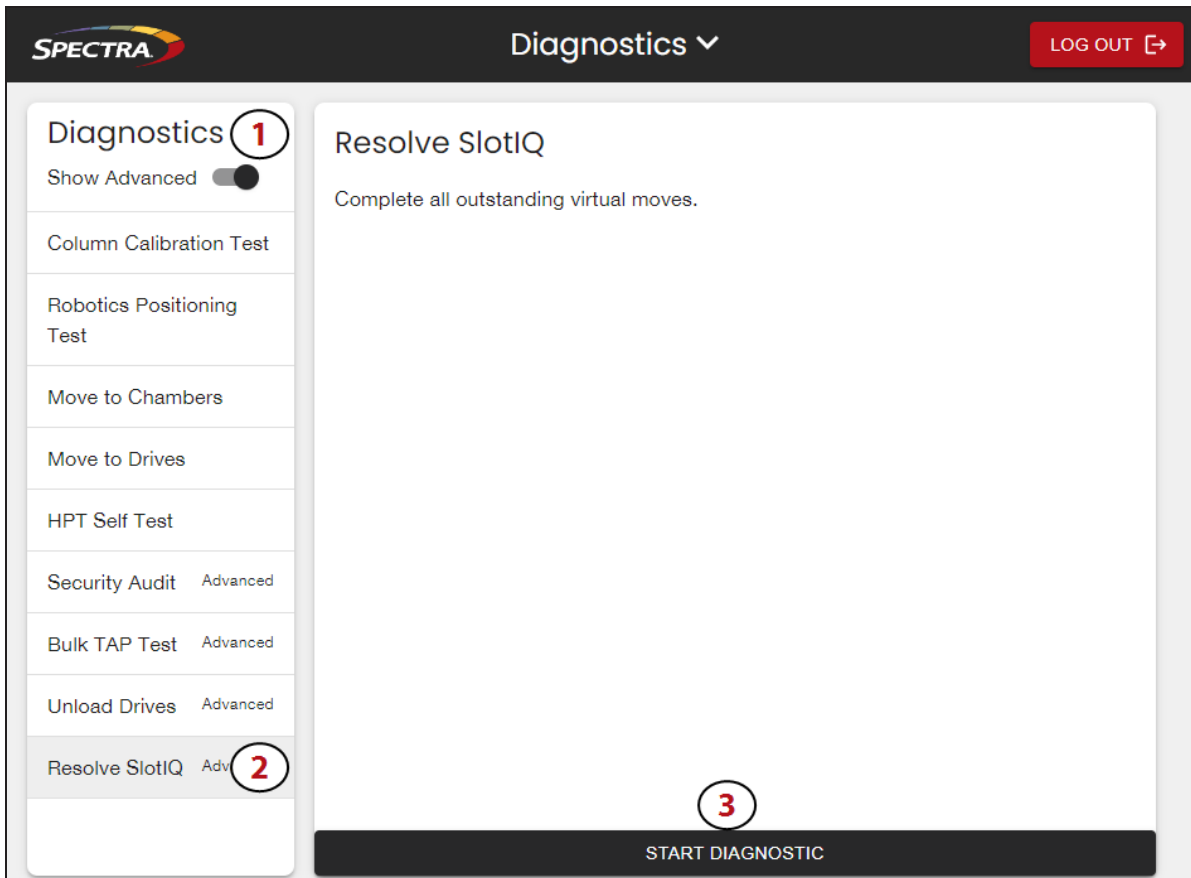 SPECTRA
Diagnostics
LOG OUT
Diagnostics 1
Show Advanced
Column Calibration Test
Robotics Positioning
Test
Move to Chambers
Move to Drives
HPT Self Test
Security Audit Advanced
Bulk TAP Test Advanced
Unload Drives Advanced
Resolve SlotIQ Adv 2
Resolve SlotIQ
Complete all outstanding virtual moves.
3
START DIAGNOSTIC